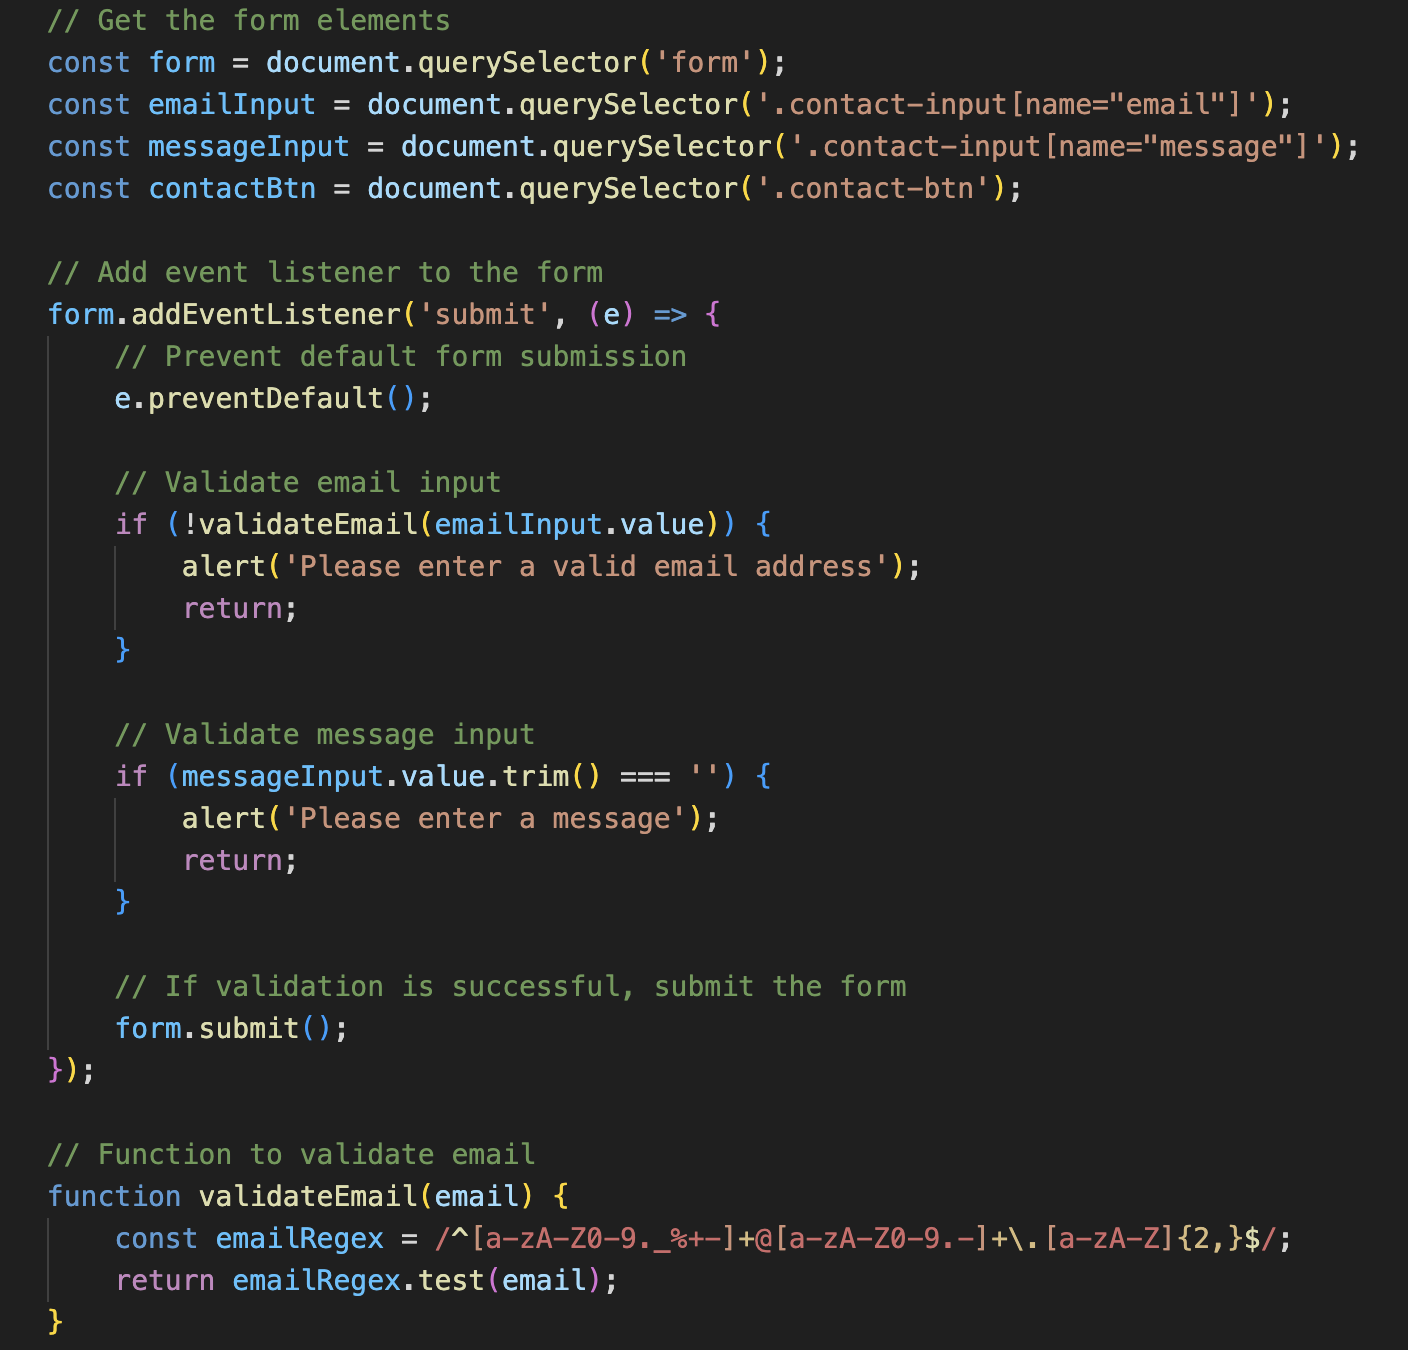 // Get the form elements
const form = document.querySelector('form');
const emailInput = document.querySelector('.contact-input[name="email"]');
const messageInput = document.querySelector('.contact-input[name="message"]');
const contactBtn = document.querySelector('.contact-btn');

// Add event listener to the form
form.addEventListener('submit', (e) => {
    // Prevent default form submission
    e.preventDefault();

    // Validate email input
    if (!validateEmail(emailInput.value)) {
        alert('Please enter a valid email address');
        return;
    }

    // Validate message input
    if (messageInput.value.trim() === '') {
        alert('Please enter a message');
        return;
    }

    // If validation is successful, submit the form
    form.submit();
});

// Function to validate email
function validateEmail(email) {
    const emailRegex = /^[a-zA-Z0-9._%+-]+@[a-zA-Z0-9.-]+\.[a-zA-Z]{2,}$/;
    return emailRegex.test(email);
}